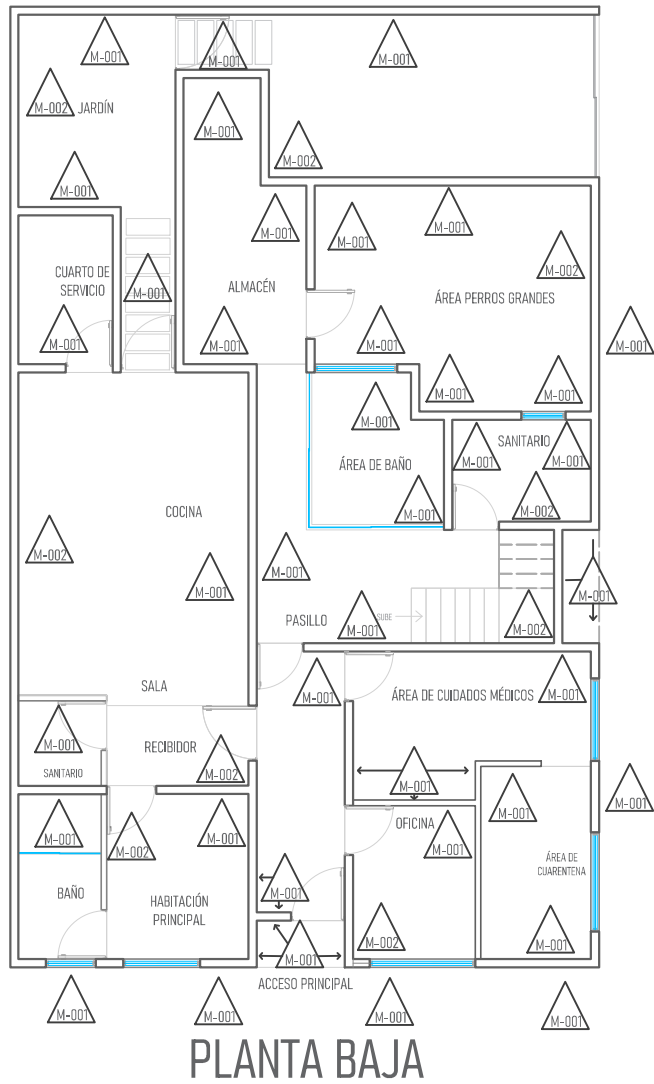 M-001
M-001
M-001
M-002
JARDÍN
M-001
M-002
M-001
M-001
M-001
M-001
M-002
CUARTO DE
SERVICIO
M-001
ALMACÉN
ÁREA PERROS GRANDES
M-001
M-001
M-001
M-001
M-001
M-001
M-001
ÁREA DE BAÑO
M-001
SANITARIO
M-001
M-001
M-001
M-002
COCINA
M-002
M-001
M-001
M-001
PASILLO
M-001
SUBE
M-002
SALA
M-001
ÁREA DE CUIDADOS MÉDICOS
M-001
RECIBIDOR
M-001
SANITARIO
M-002
M-001
M-001
M-001
M-001
M-002
M-001
OFICINA
M-001
ÁREA DE
CUARENTENA
BAÑO
HABITACIÓN
PRINCIPAL
M-001
M-002
M-001
M-001
ACCESO PRINCIPAL
M-001
M-001
M-001
M-001
PLANTA BAJA